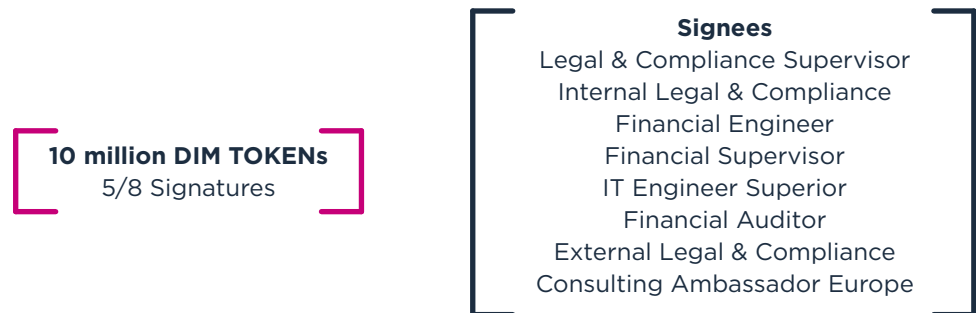 10 million DIM TOKENs
5/8 Signatures
Signees
Legal & Compliance Supervisor
Internal Legal & Compliance
Financial Engineer
Financial Supervisor
IT Engineer Superior
Financial Auditor
External Legal & Compliance
Consulting Ambassador Europe